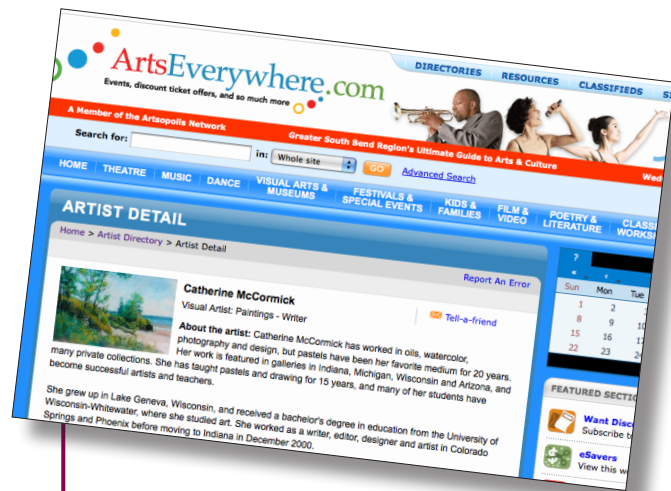 ArtsEverywhere.com
Events, discount ticket offers, and so much more
DIRECTORIES RESOURCES CLASSIFIEDS
A Member of the Artsopolis Network
Greater South Bend Region's Ultimate Guide to Arts & Culture
Wed
Search for:
in: Whole site GO Advanced Search
HOME THEATRE MUSIC DANCE VISUAL ARTS & MUSEUMS FESTIVALS & SPECIAL EVENTS KIDS & FAMILIES FILM & VIDEO POETRY & LITERATURE
ARTIST DETAIL
Home > Artist Directory > Artist Detail
Report An Error
Catherine McCormick
Visual Artist: Paintings - Writer
Tell-a-friend
About the artist: Catherine McCormick has worked in oils, watercolor,
photography and design, but pastels have been her favorite medium for 20 years.
Her work is featured in galleries in Indiana, Michigan, Wisconsin and Arizona, and
many private collections. She has taught pastels and drawing for 15 years, and many of her students have
become successful artists and teachers.
She grew up in Lake Geneva, Wisconsin, and received a bachelor's degree in education from the University of
Wisconsin-Whitewater, where she studied art. She worked as a writer, editor, designer and artist in Colorado
Springs and Phoenix before moving to Indiana in December 2000.
?
« ‹
Sun Mon Tue
1 2
8 9 10
15 16 17
22 23 24
FEATURED SECTIO
Want Disc
Subscribe t
eSavers
View this w